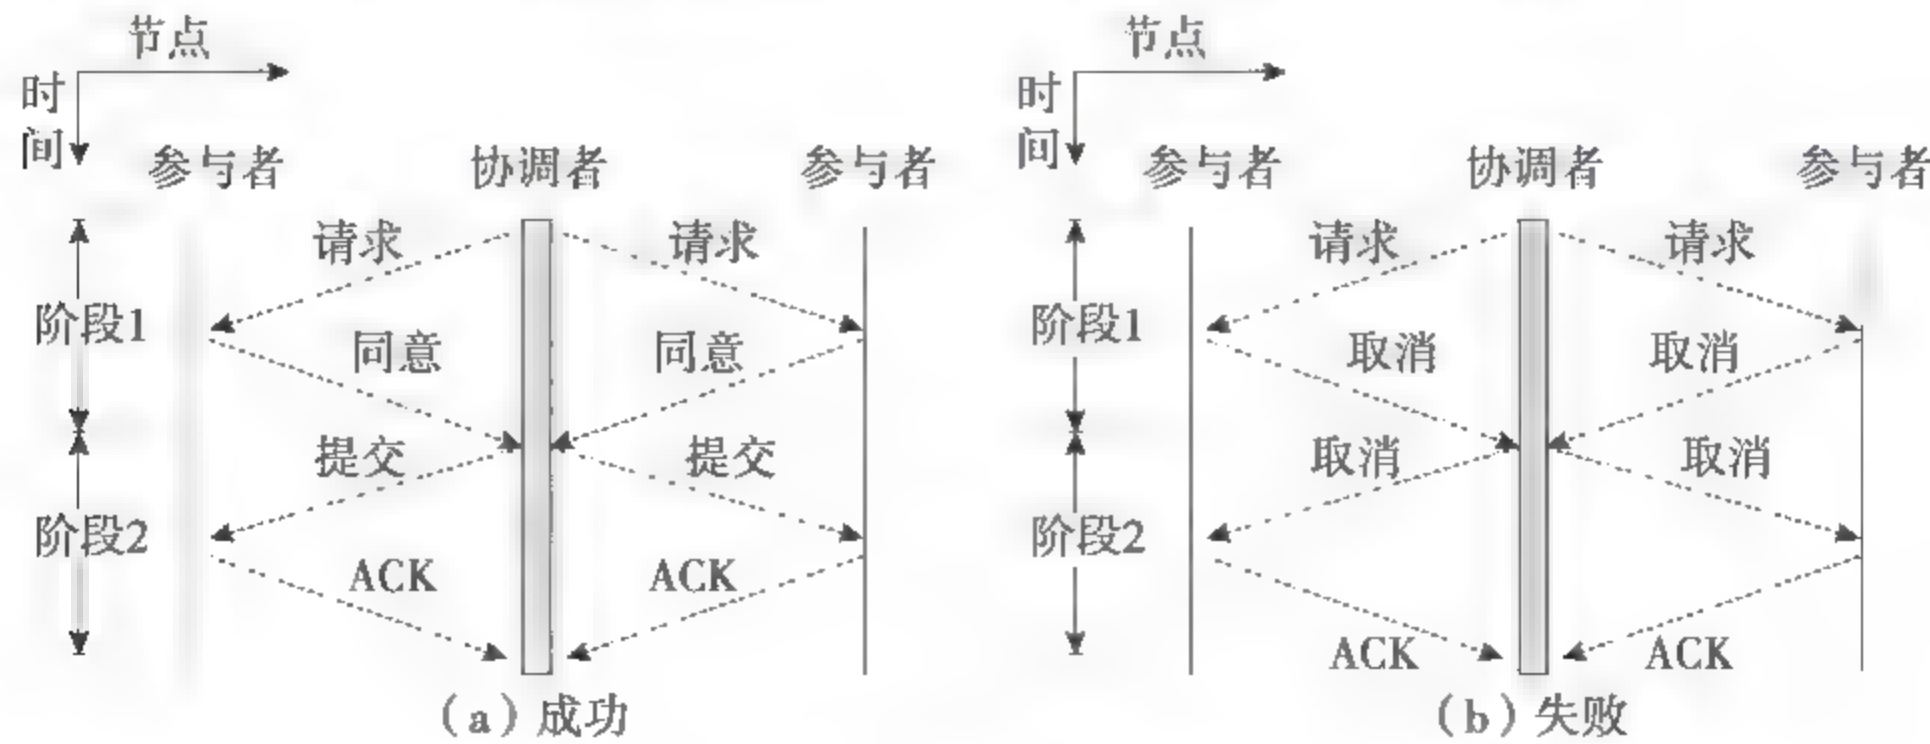 节点
时间
参与者 协调者 参与者
请求 请求
阶段1
同意 同意
提交 提交
阶段2
ACK ACK
(a)成功
节点
时间
参与者 协调者 参与者
请求 请求
阶段1
取消 取消
取消 取消
阶段2
ACK ACK
(b)失败